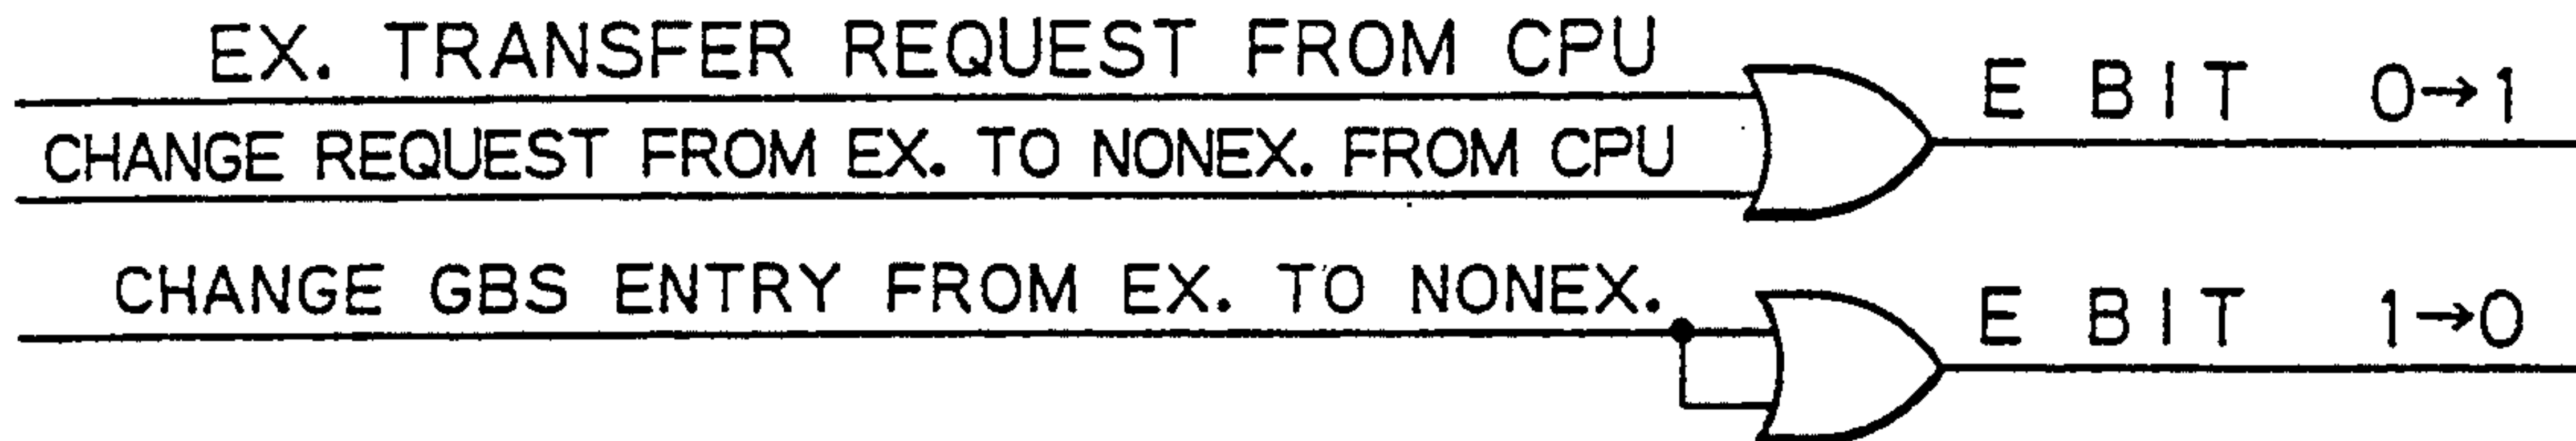 EX. TRANSFER REQUEST FROM CPU
E BIT 0→1
CHANGE REQUEST FROM EX. TO NONEX. FROM CPU
CHANGE GBS ENTRY FROM EX. TO NONEX.
E BIT 1→0